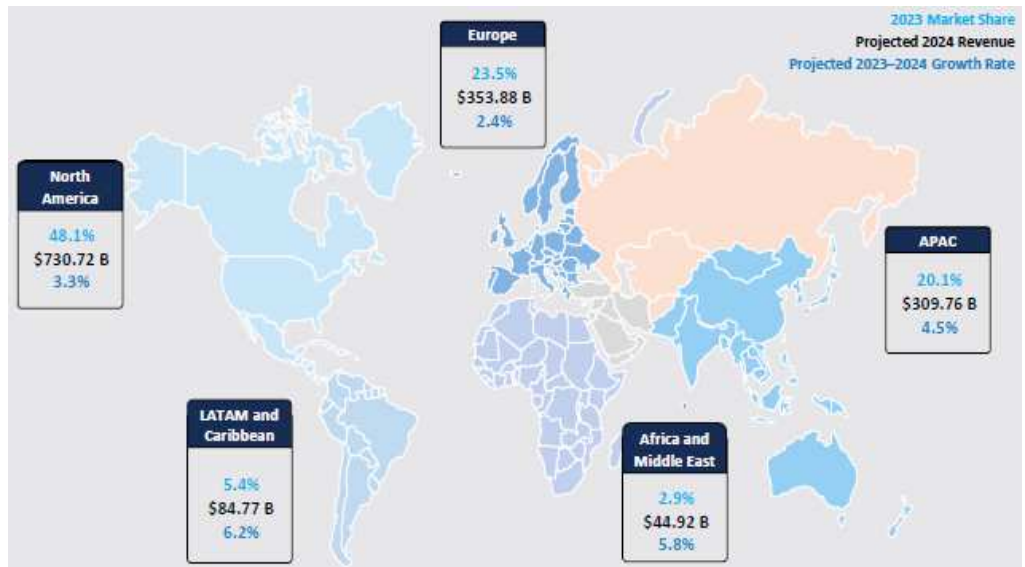 2023 Market Share
Projected 2024 Revenue
Projected 2023–2024 Growth Rate
Europe
23.5%
$353.88 B
2.4%
North
America
48.1%
$730.72 B
3.3%
APAC
20.1%
$309.76 B
4.5%
LATAM and
Caribbean
5.4%
$84.77 B
6.2%
Africa and
Middle East
2.9%
$44.92 B
5.8%